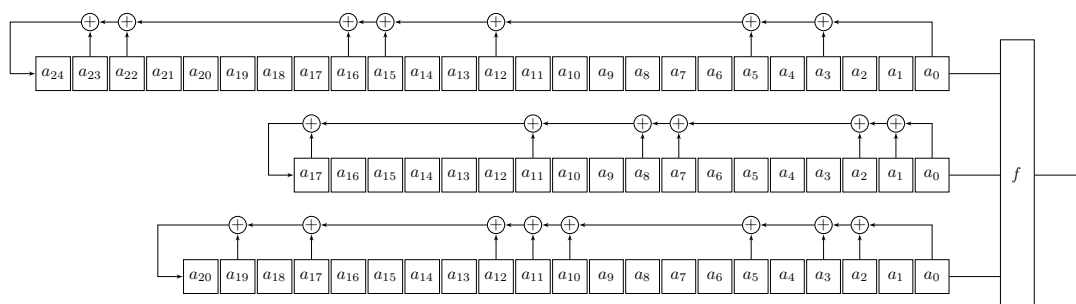 a₂₄ a₂₃ a₂₂ a₂₁ a₂₀ a₁₉ a₁₈ a₁₇ a₁₆ a₁₅ a₁₄ a₁₃ a₁₂ a₁₁ a₁₀ a₉ a₈ a₇ a₆ a₅ a₄ a₃ a₂ a₁ a₀
a₁₇ a₁₆ a₁₅ a₁₄ a₁₃ a₁₂ a₁₁ a₁₀ a₉ a₈ a₇ a₆ a₅ a₄ a₃ a₂ a₁ a₀
f
a₂₀ a₁₉ a₁₈ a₁₇ a₁₆ a₁₅ a₁₄ a₁₃ a₁₂ a₁₁ a₁₀ a₉ a₈ a₇ a₆ a₅ a₄ a₃ a₂ a₁ a₀